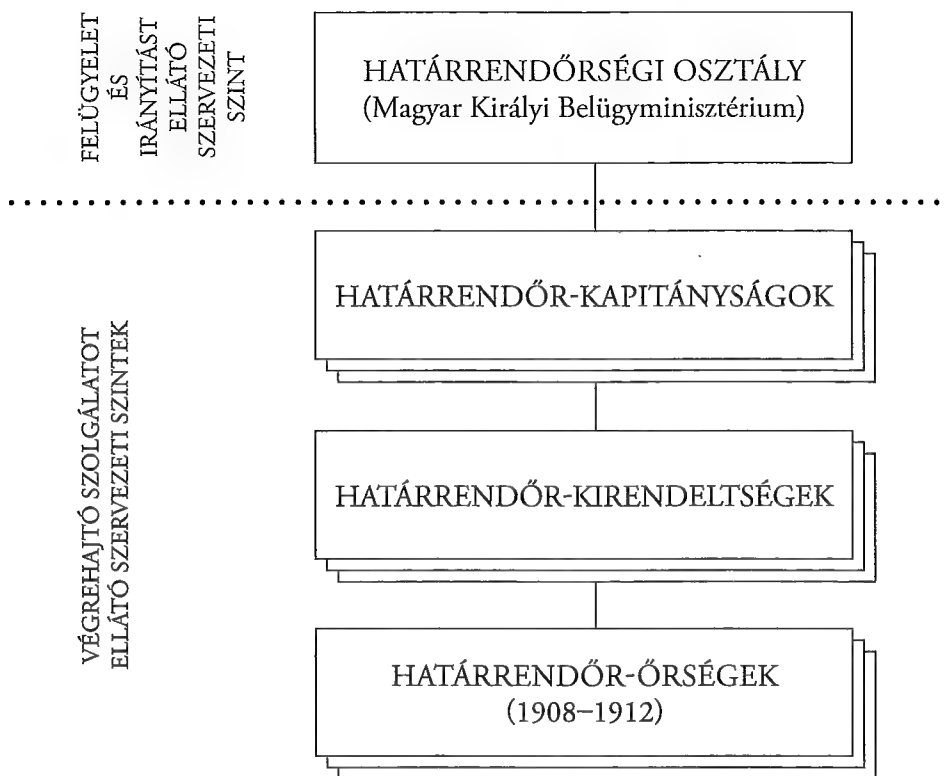 FELÜGYELET
ÉS
IRÁNYÍTÁST
ELLÁTÓ
SZERVEZETI
SZINT
HATÁRRENDŐRSÉGI OSZTÁLY
(Magyar Királyi Belügyminisztérium)
VÉGREHAJTÓ SZOLGÁLATOT
ELLÁTÓ SZERVEZETI SZINTEK
HATÁRRENDŐR-KAPITÁNYSÁGOK
HATÁRRENDŐR-KIRENDELTSÉGEK
HATÁRRENDŐR-ŐRSÉGEK
(1908–1912)